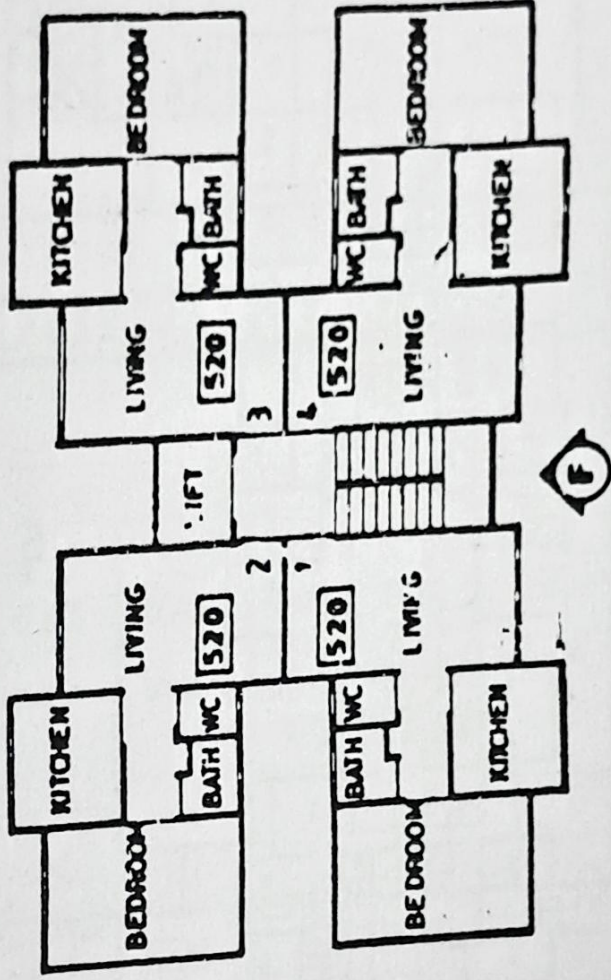 KITCHEN
KITCHEN
BEDROOM
LIVING
LIVING
BEDROOM
LIFT
BATH
WC
520
520
WC
BATH
2
3
1
4
BATH
WC
520
520
WC
BATH
BEDROOM
LIVING
LIVING
BEDROOM
KITCHEN
KITCHEN
F